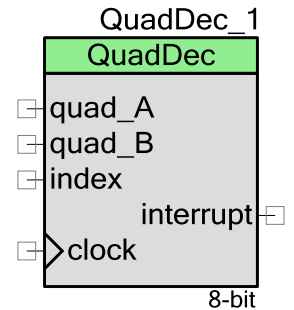 QuadDec_1
QuadDec
quad_A
quad_B
index
interrupt
clock
8-bit